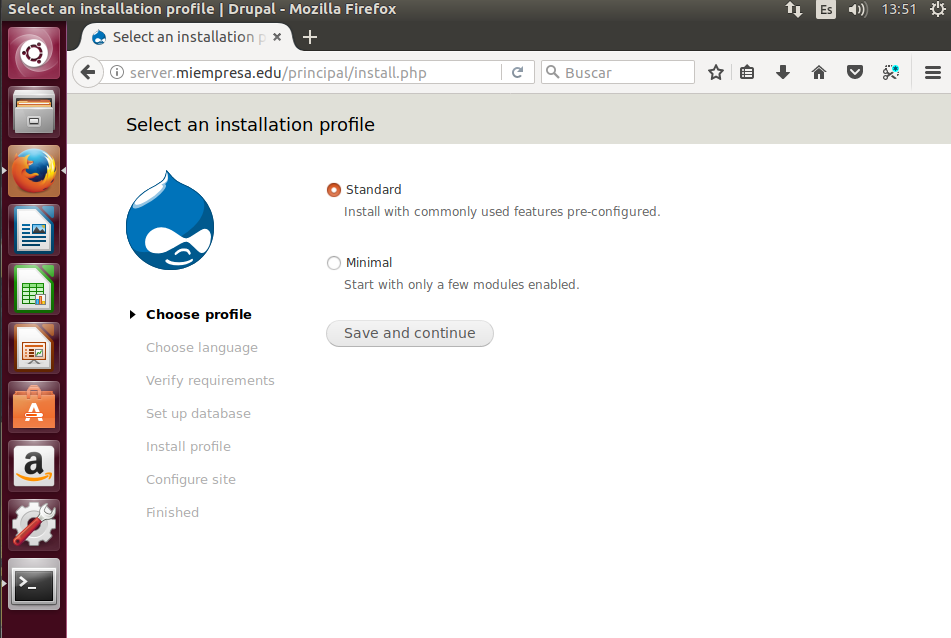 Select an installation profile | Drupal - Mozilla Firefox
Es
13:51
Select an installation p
server.miempresa.edu/principal/install.php
Buscar
Select an installation profile
Standard
Install with commonly used features pre-configured.
Minimal
Start with only a few modules enabled.
Save and continue
Choose profile
Choose language
Verify requirements
Set up database
Install profile
Configure site
Finished